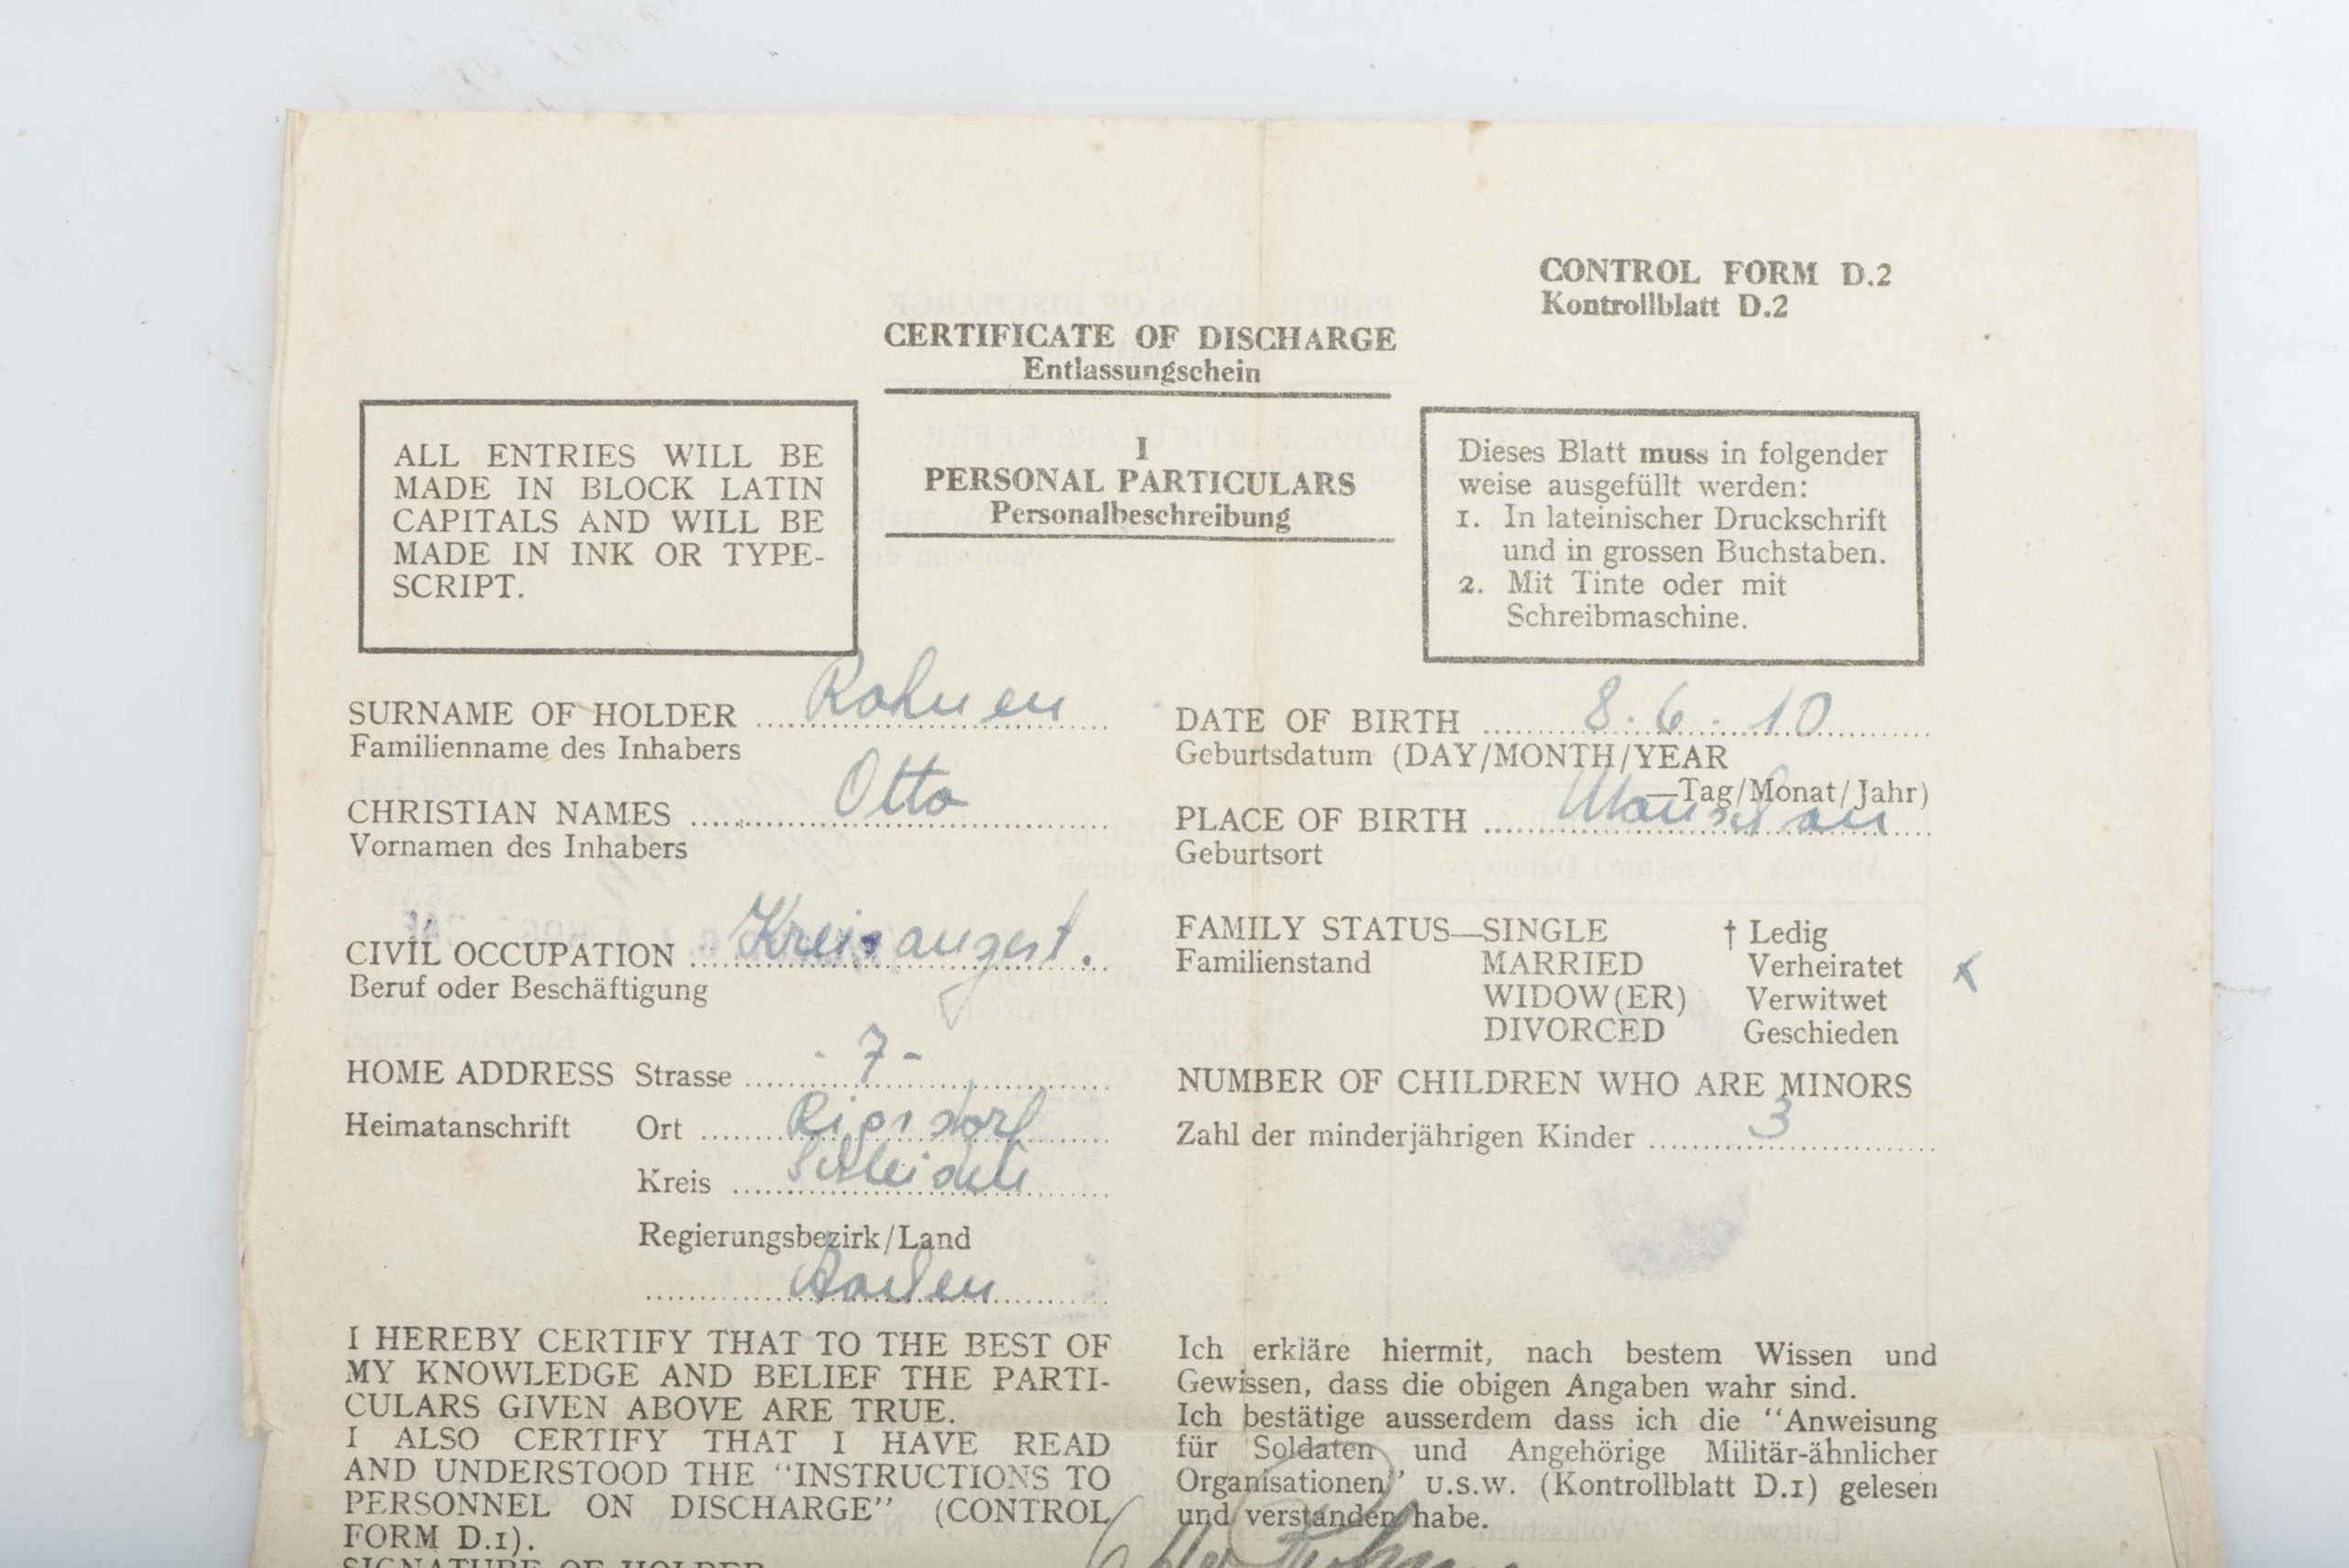 CONTROL FORM D.2
Kontrollblatt D.2
CERTIFICATE OF DISCHARGE
Entlassungschein
ALL ENTRIES WILL BE
MADE IN BLOCK LATIN
CAPITALS AND WILL BE
MADE IN INK OR TYPE-
SCRIPT.
I
PERSONAL PARTICULARS
Personalbeschreibung
Dieses Blatt muss in folgender
weise ausgefüllt werden:
1. In lateinischer Druckschrift
und in grossen Buchstaben.
2. Mit Tinte oder mit
Schreibmaschine.
SURNAME OF HOLDER Rohnen
Familienname des Inhabers
CHRISTIAN NAMES Otto
Vornamen des Inhabers
CIVIL OCCUPATION Kreisangest.
Beruf oder Beschäftigung
HOME ADDRESS Strasse - 7 -
Heimatanschrift Ort Ripsdorf
Kreis Schleiden
Regierungsbezirk/Land
Aachen
DATE OF BIRTH 8.6.10
Geburtsdatum (DAY/MONTH/YEAR
—Tag/Monat/Jahr)
PLACE OF BIRTH Monschau
Geburtsort
FAMILY STATUS—SINGLE † Ledig
Familienstand MARRIED Verheiratet x
WIDOW(ER) Verwitwet
DIVORCED Geschieden
NUMBER OF CHILDREN WHO ARE MINORS
Zahl der minderjährigen Kinder 3
I HEREBY CERTIFY THAT TO THE BEST OF
MY KNOWLEDGE AND BELIEF THE PARTI-
CULARS GIVEN ABOVE ARE TRUE.
I ALSO CERTIFY THAT I HAVE READ
AND UNDERSTOOD THE "INSTRUCTIONS TO
PERSONNEL ON DISCHARGE" (CONTROL
FORM D.1).
SIGNATURE OF HOLDER
Ich erkläre hiermit, nach bestem Wissen und
Gewissen, dass die obigen Angaben wahr sind.
Ich bestätige ausserdem dass ich die "Anweisung
für Soldaten und Angehörige Militär-ähnlicher
Organisationen" u.s.w. (Kontrollblatt D.1) gelesen
und verstanden habe.